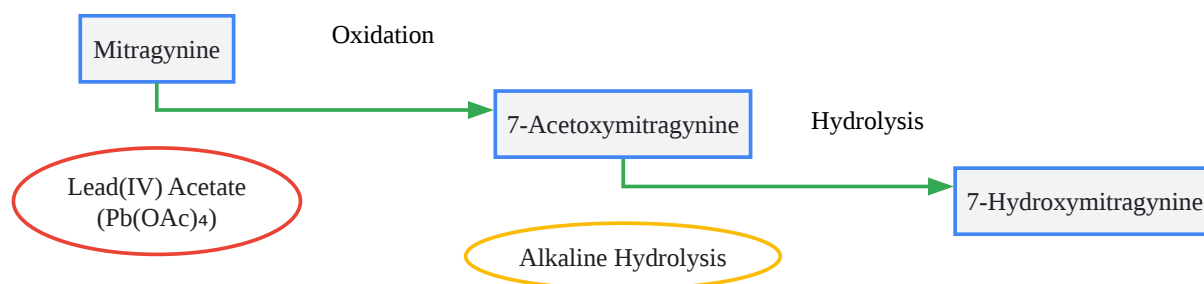 Mitragynine
Oxidation
7-Acetoxymitragynine
Hydrolysis
Lead(IV) Acetate
(Pb(OAc)₄)
7-Hydroxymitragynine
Alkaline Hydrolysis